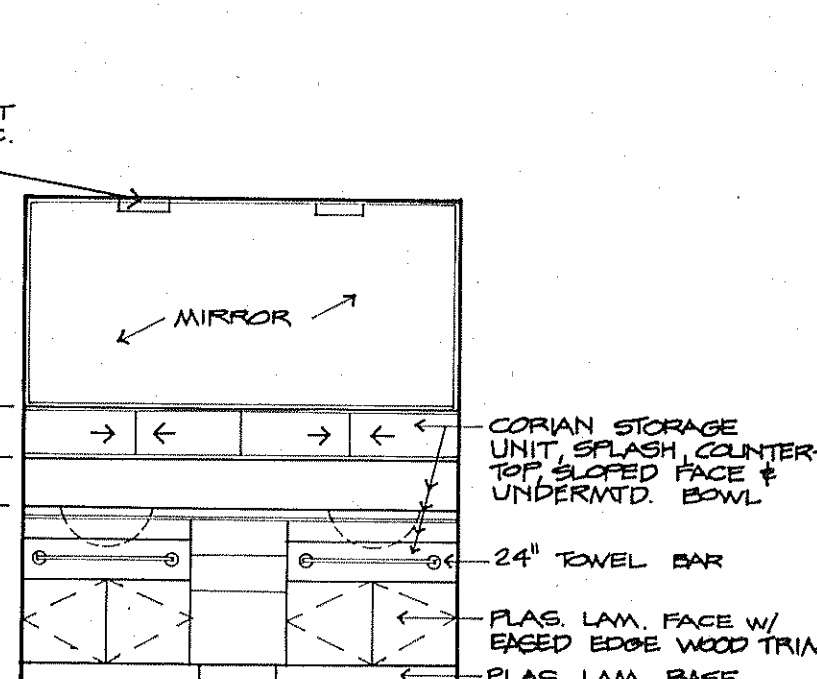 T
C.
MIRROR
CORIAN STORAGE
UNIT, SPLASH, COUNTER-
TOP, SLOPED FACE &
UNDERMTD. BOWL
24" TOWEL BAR
PLAS. LAM. FACE W/
EASED EDGE WOOD TRIM
PLAS. LAM. BASE